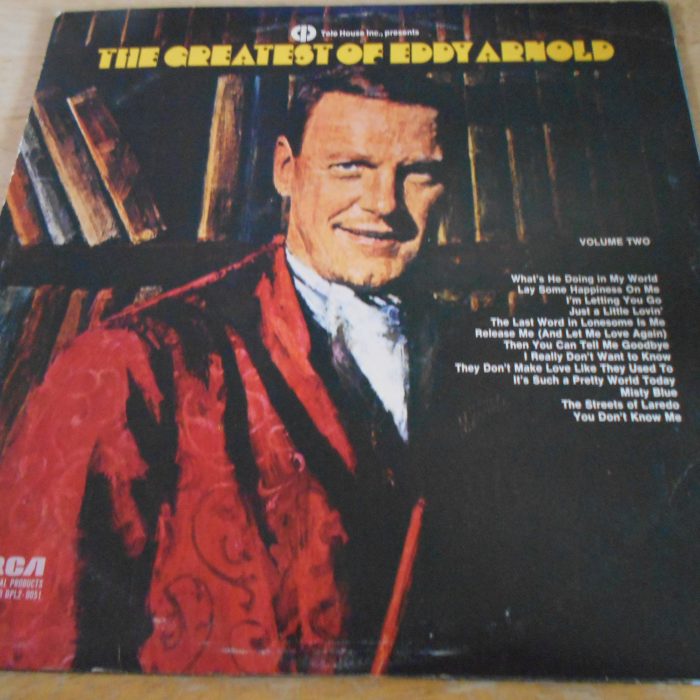 Tele House Inc., presents
THE GREATEST OF EDDY ARNOLD
VOLUME TWO
What's He Doing in My World
Lay Some Happiness On Me
I'm Letting You Go
Just a Little Lovin'
The Last Word in Lonesome Is Me
Release Me (And Let Me Love Again)
Then You Can Tell Me Goodbye
I Really Don't Want to Know
They Don't Make Love Like They Used To
It's Such a Pretty World Today
Misty Blue
The Streets of Laredo
You Don't Know Me
RCA
PRODUCTS
DPL2-0051